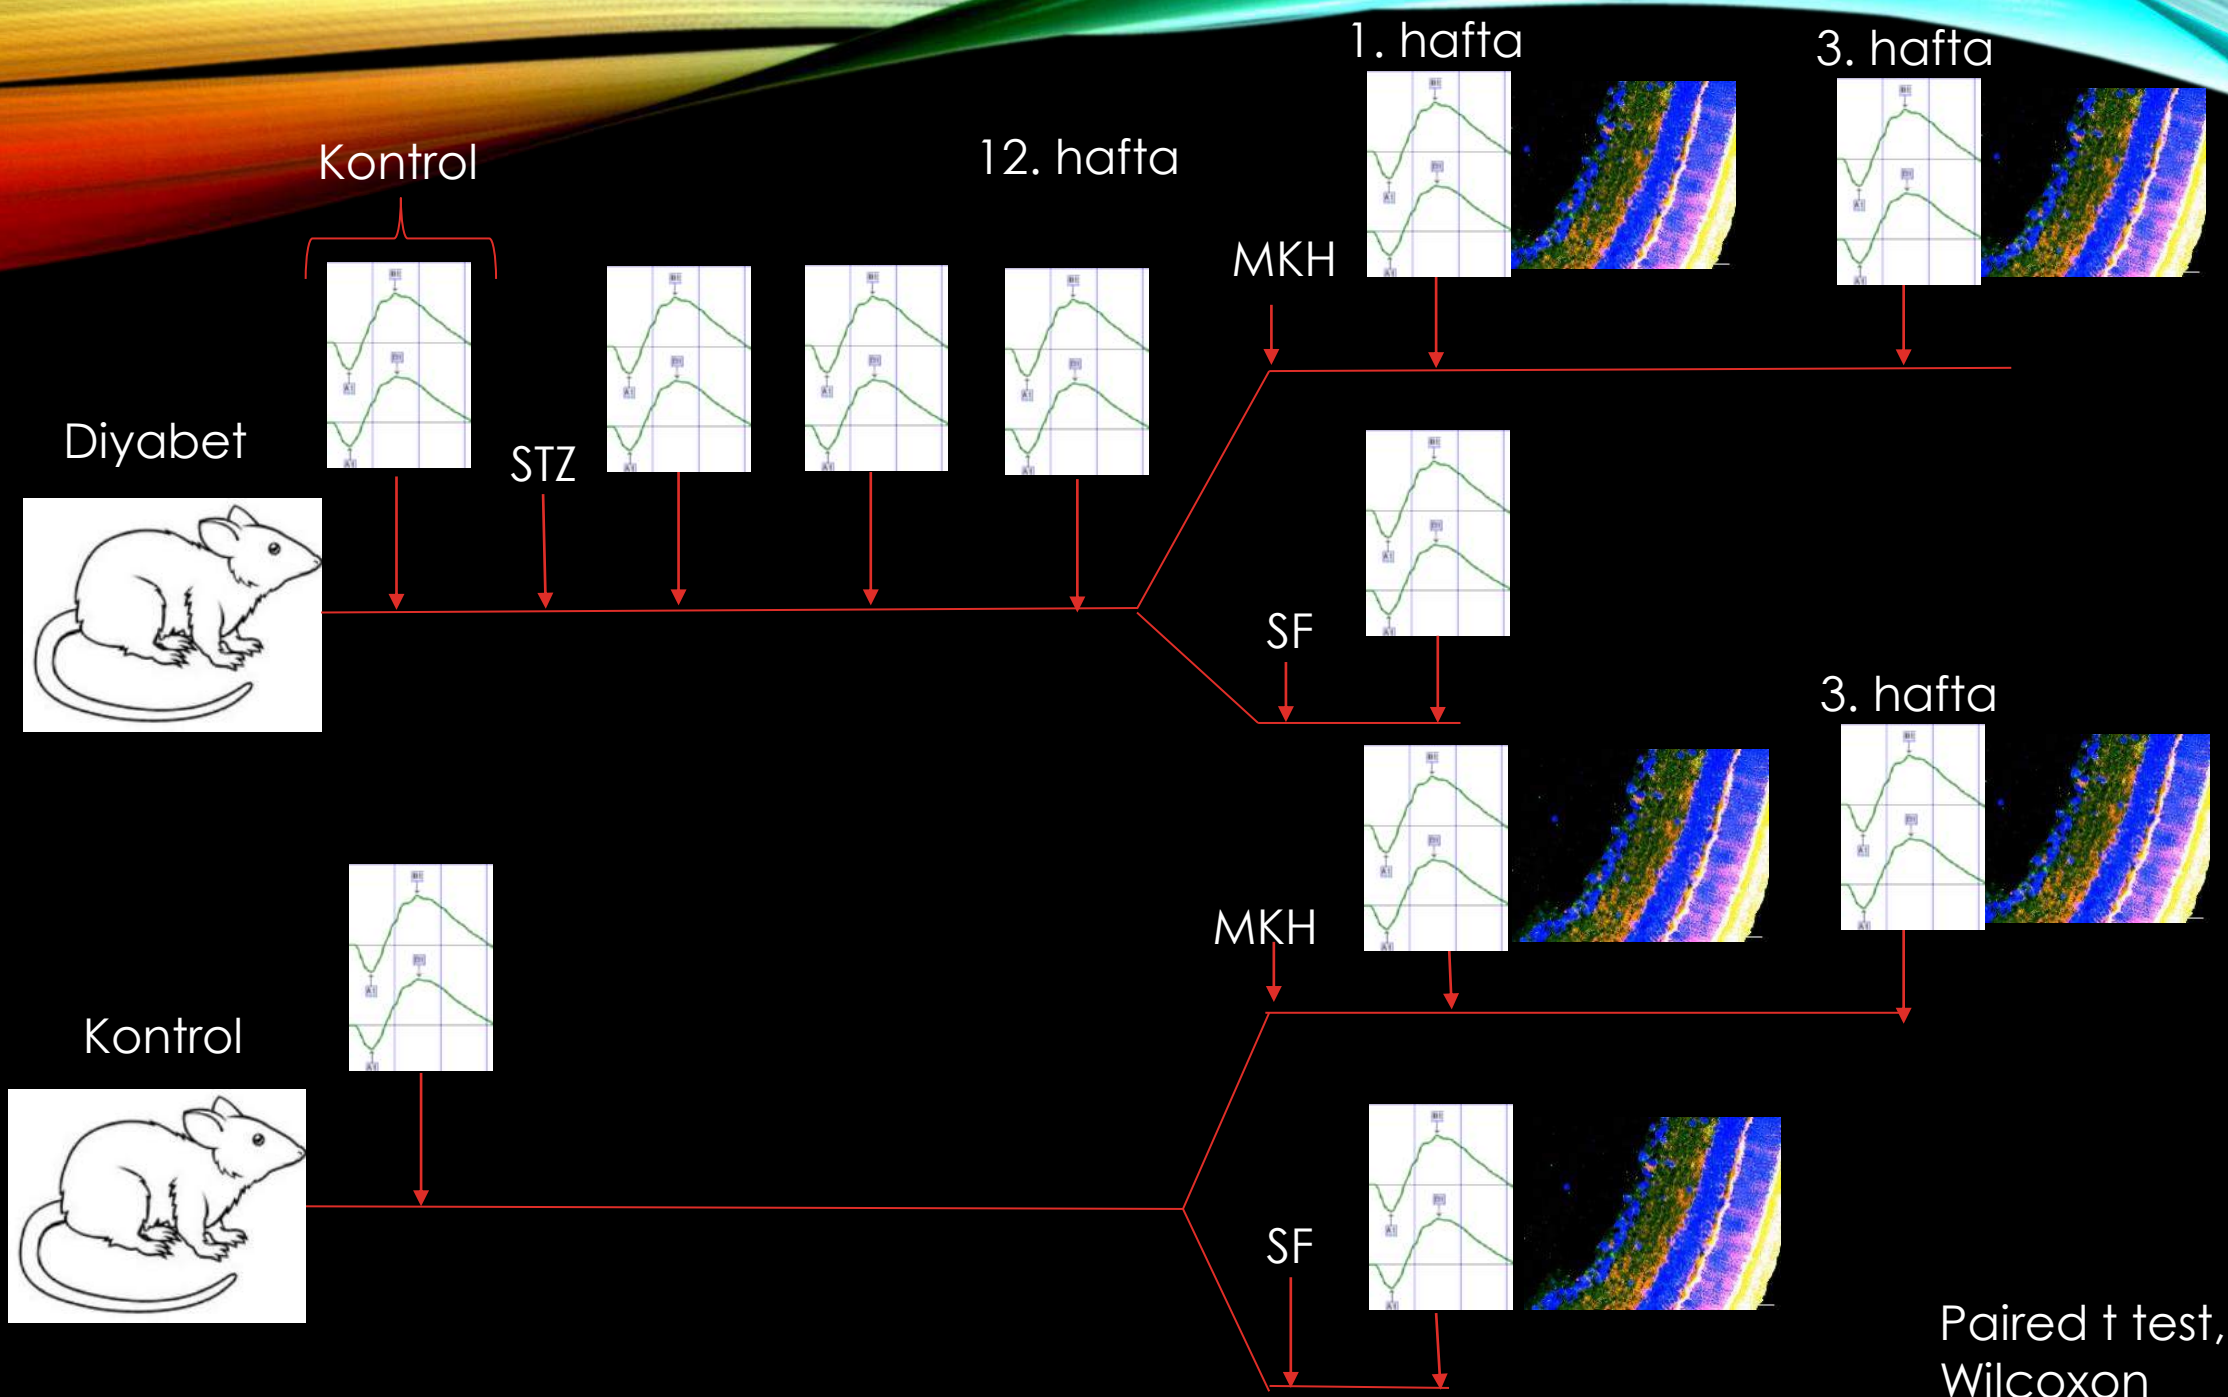 1. hafta
3. hafta
Kontrol
12. hafta
MKH
Diyabet
STZ
SF
3. hafta
MKH
Kontrol
SF
Paired t test,
Wilcoxon